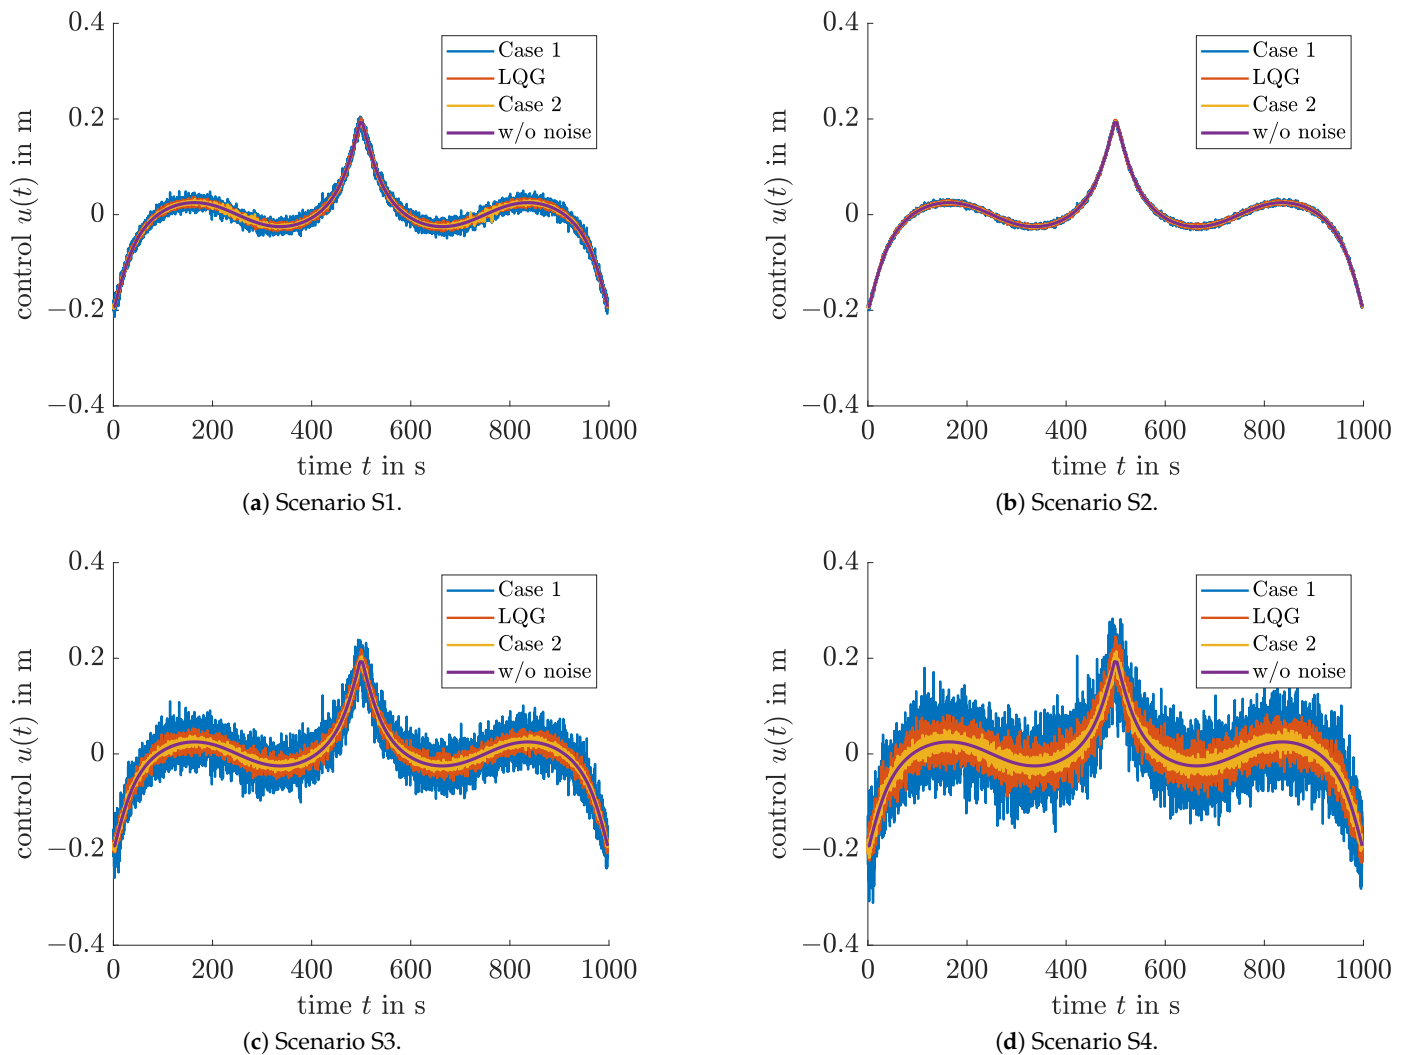 0.4
0.2
0
−0.2
−0.4
control u(t) in m
Case 1
LQG
Case 2
w/o noise
0 200 400 600 800 1000
time t in s
(a) Scenario S1.
0.4
0.2
0
−0.2
−0.4
control u(t) in m
Case 1
LQG
Case 2
w/o noise
0 200 400 600 800 1000
time t in s
(b) Scenario S2.
0.4
0.2
0
−0.2
−0.4
control u(t) in m
Case 1
LQG
Case 2
w/o noise
0 200 400 600 800 1000
time t in s
(c) Scenario S3.
0.4
0.2
0
−0.2
−0.4
control u(t) in m
Case 1
LQG
Case 2
w/o noise
0 200 400 600 800 1000
time t in s
(d) Scenario S4.